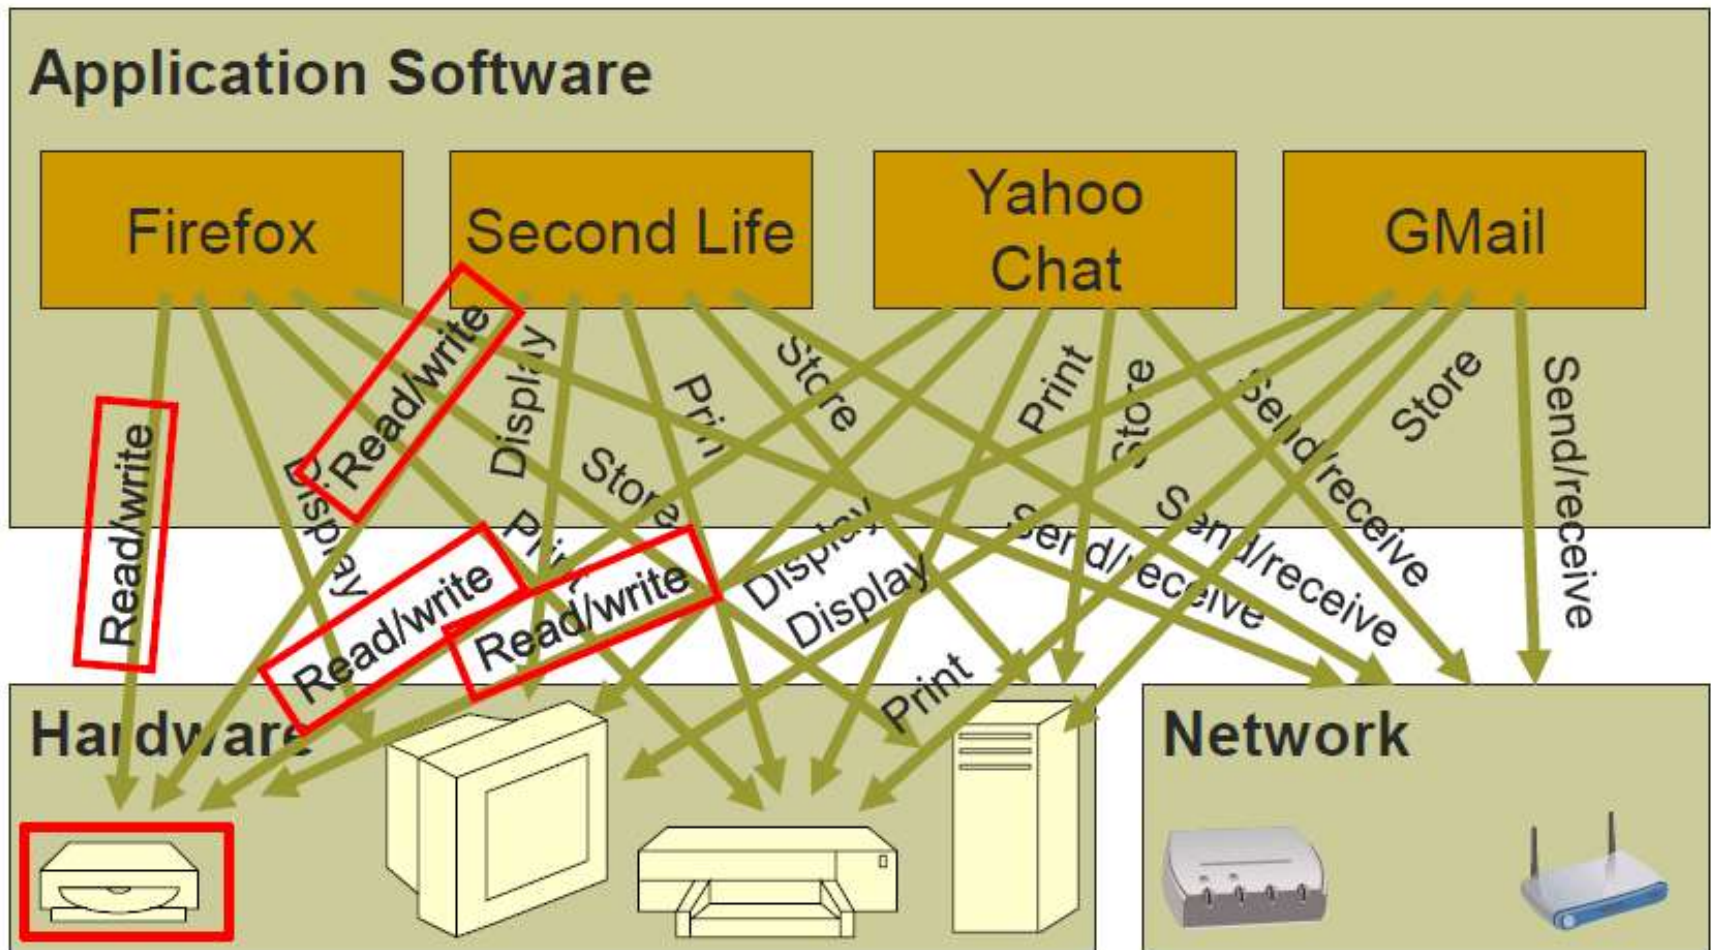 Application Software
Firefox
Second Life
Yahoo
Chat
GMail
Read/write
Display
Read/write
Display
Print
Store
Prin
Store
Print
Store
Send/receive
Store
Send/receive
Read/write
Read/write
Display
Display
Send/receive
Send/receive
Print
Hardware
Network